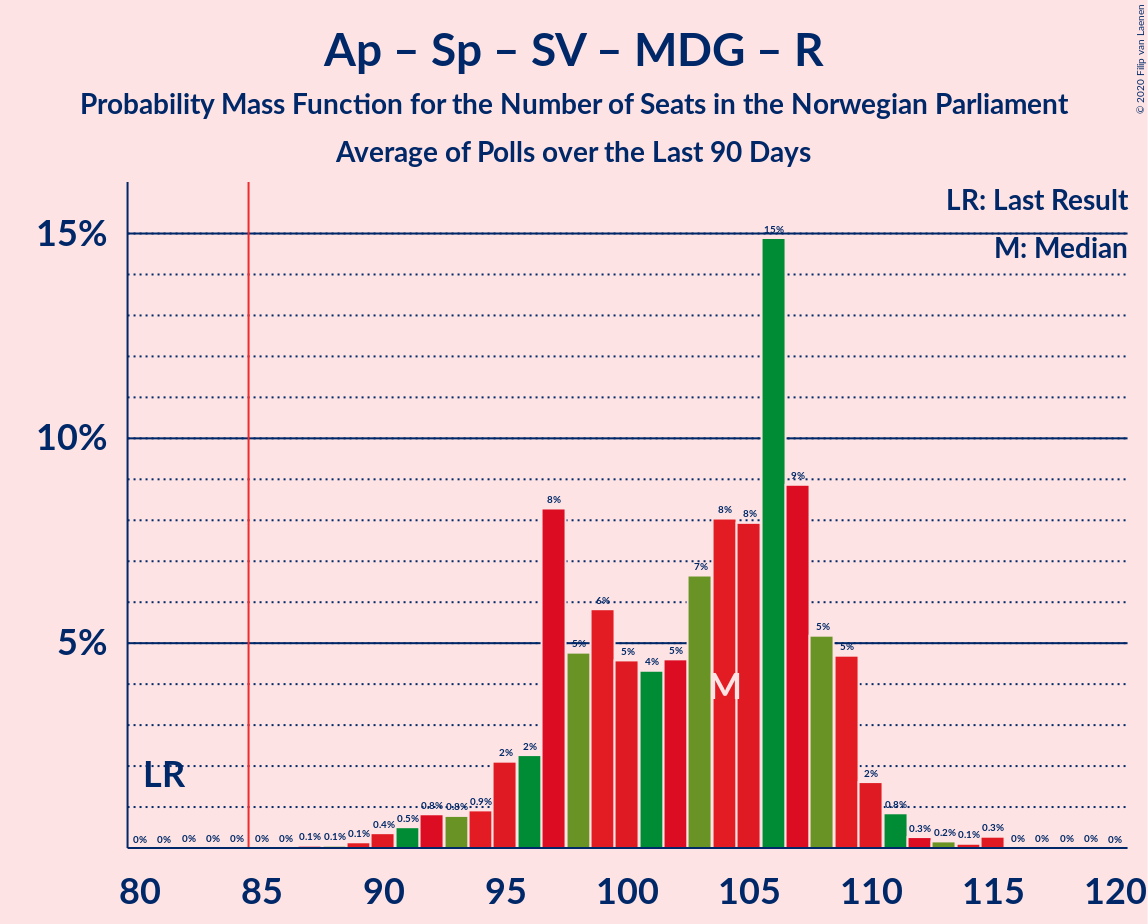 Ap – Sp – SV – MDG – R
Probability Mass Function for the Number of Seats in the Norwegian Parliament
Average of Polls over the Last 90 Days
© 2020 Filip van Laenen
LR: Last Result
M: Median
15%
10%
5%
LR
M
0% 0% 0% 0% 0% 0% 0% 0.1% 0.1% 0.1% 0.4% 0.5% 0.8% 0.8% 0.9% 2% 2% 8% 5% 6% 5% 4% 5% 7% 8% 8% 15% 9% 5% 5% 2% 0.8% 0.3% 0.2% 0.1% 0.3% 0% 0% 0% 0% 0%
80 85 90 95 100 105 110 115 120